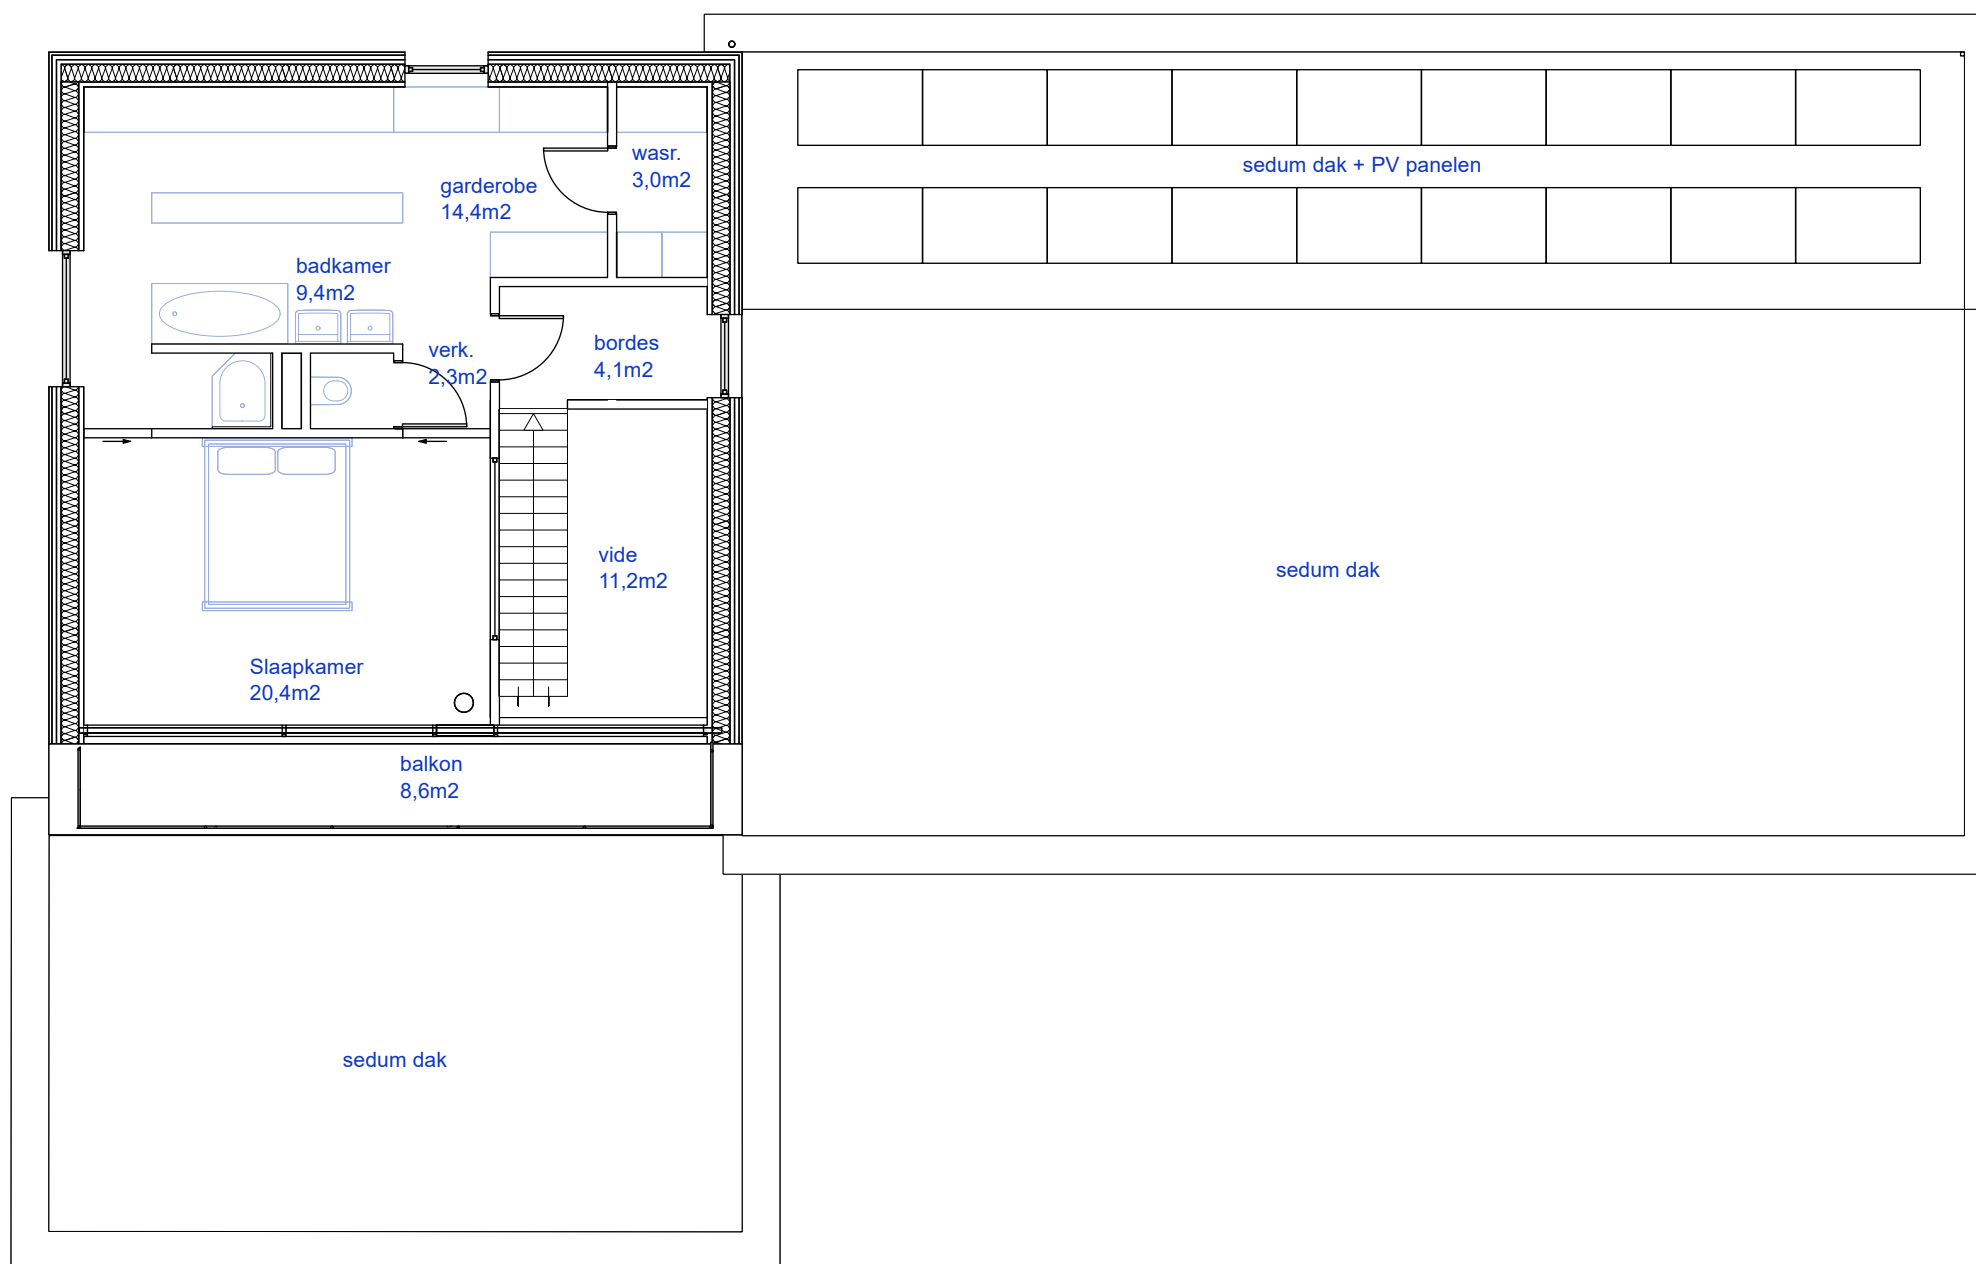 wasr.
3,0m2
sedum dak + PV panelen
garderobe
14,4m2
badkamer
9,4m2
verk.
2,3m2
bordes
4,1m2
vide
11,2m2
sedum dak
Slaapkamer
20,4m2
balkon
8,6m2
sedum dak